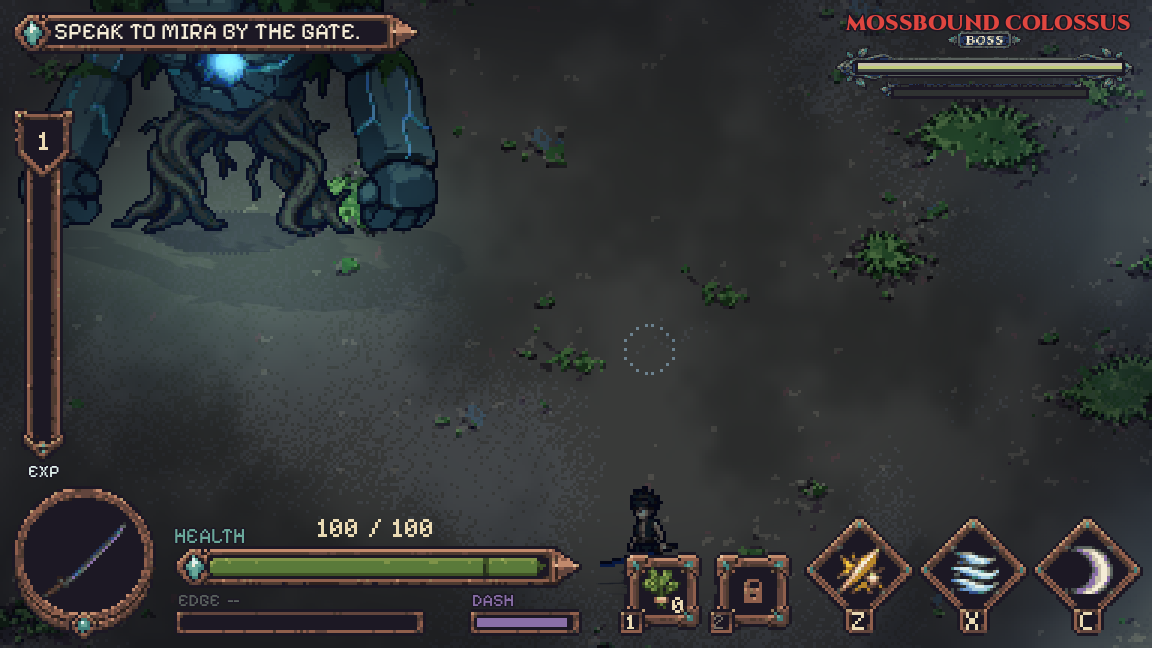 SPEAK TO MIRA BY THE GATE.
MOSSBOUND COLOSSUS
BOSS
1
EXP
HEALTH
100 / 100
EDGE --
DASH
0
1
2
Z
X
C